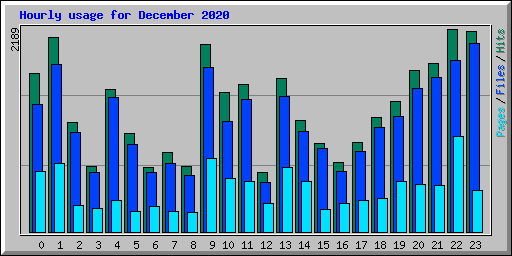 Hourly usage for December 2020
2189
Pages / Files / Hits
0 1 2 3 4 5 6 7 8 9 10 11 12 13 14 15 16 17 18 19 20 21 22 23